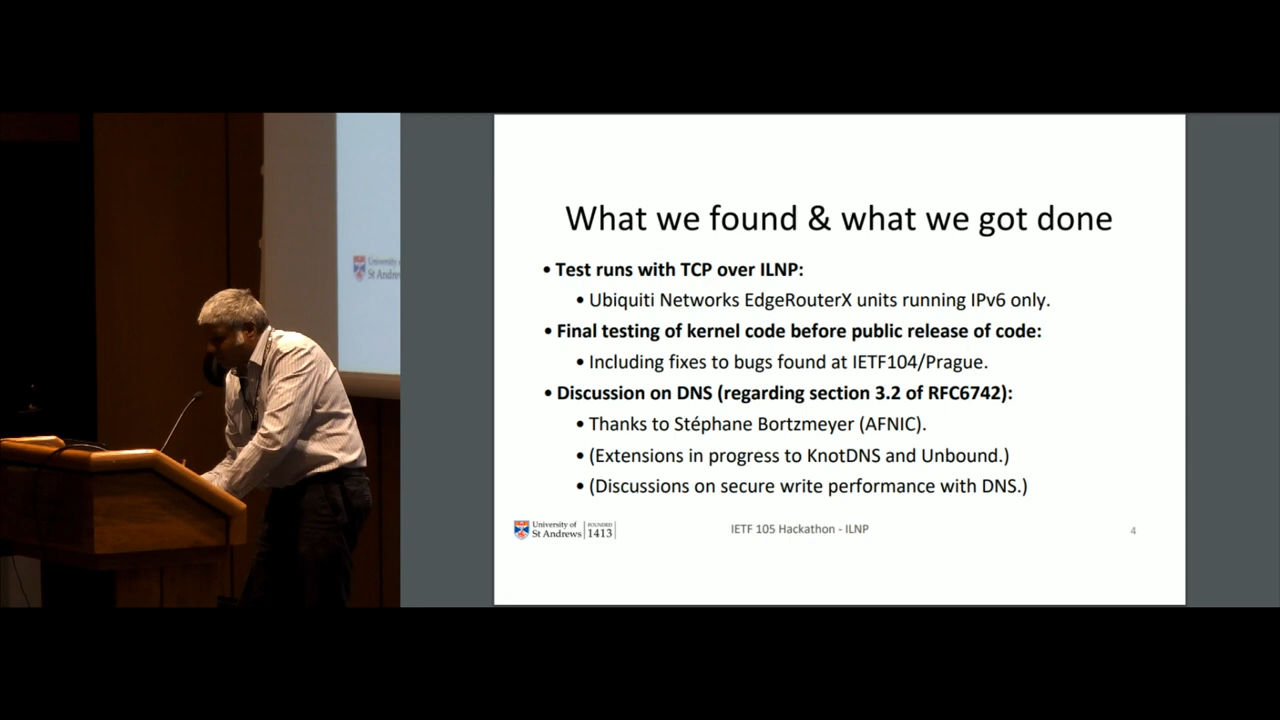 University
St Andrew
What we found & what we got done
• Test runs with TCP over ILNP:
• Ubiquiti Networks EdgeRouterX units running IPv6 only.
• Final testing of kernel code before public release of code:
• Including fixes to bugs found at IETF104/Prague.
• Discussion on DNS (regarding section 3.2 of RFC6742):
• Thanks to Stéphane Bortzmeyer (AFNIC).
• (Extensions in progress to KnotDNS and Unbound.)
• (Discussions on secure write performance with DNS.)
University of
St Andrews
FOUNDED
1413
IETF 105 Hackathon - ILNP
4